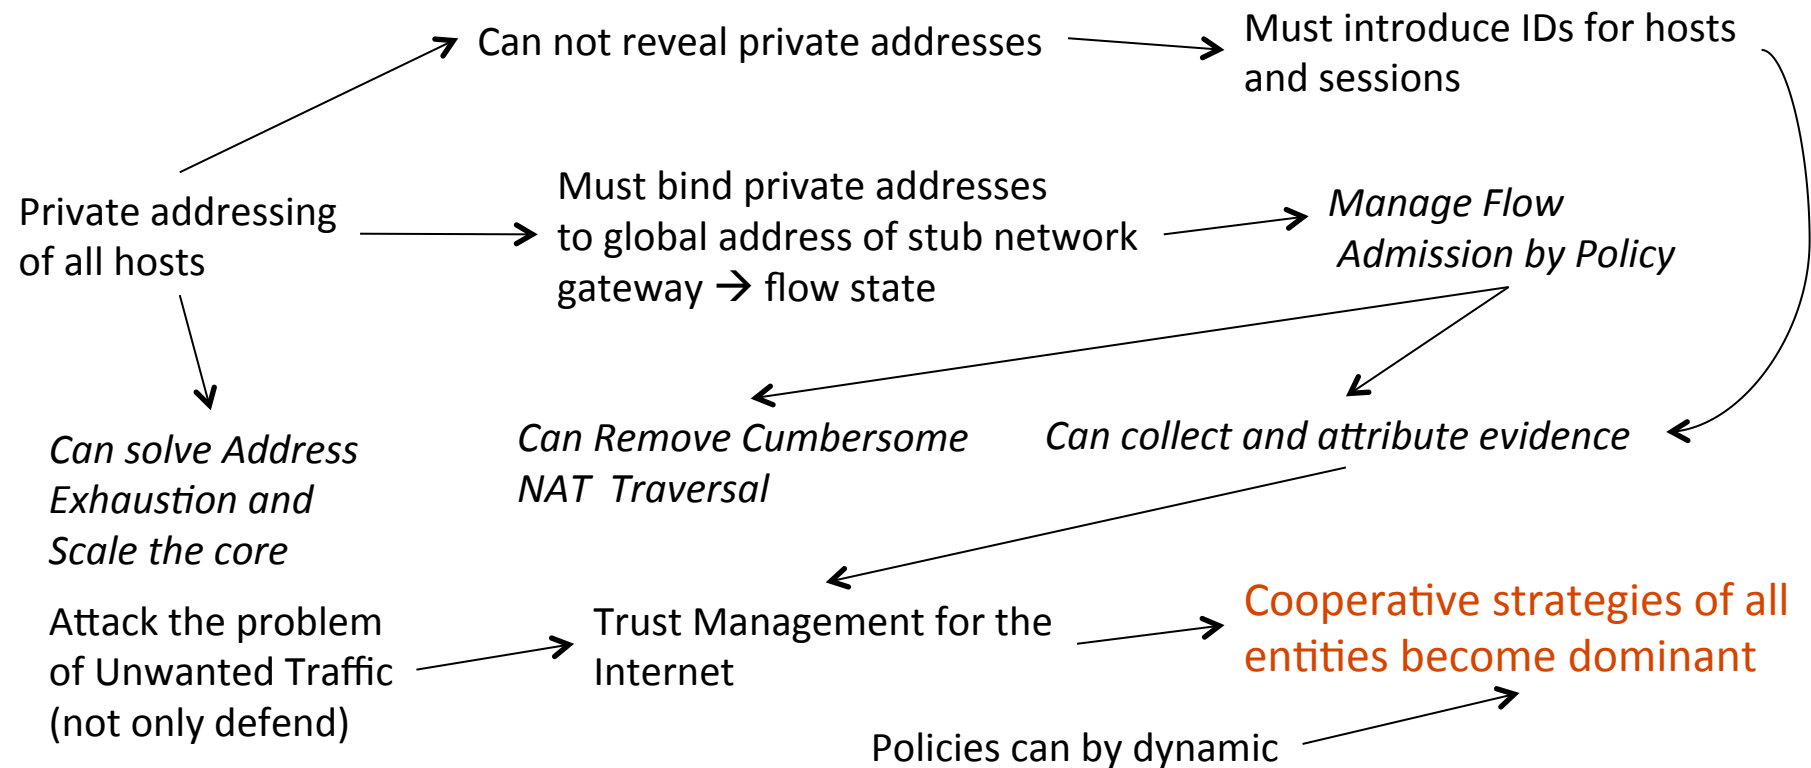 Can not reveal private addresses
Must introduce IDs for hosts
and sessions
Private addressing
of all hosts
Must bind private addresses
to global address of stub network
gateway → flow state
Manage Flow
Admission by Policy
Can solve Address
Exhaustion and
Scale the core
Can Remove Cumbersome
NAT Traversal
Can collect and attribute evidence
Attack the problem
of Unwanted Traffic
(not only defend)
Trust Management for the
Internet
Cooperative strategies of all
entities become dominant
Policies can by dynamic